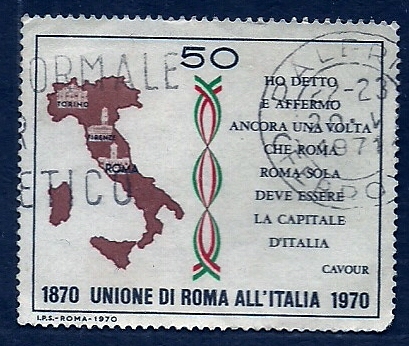 50
ORMALE
ETICO
TORINO
FIRENZE
ROMA
HO DETTO
E AFFERMO
ANCORA UNA VOLTA
CHE ROMA
ROMA SOLA
DEVE ESSERE
LA CAPITALE
D'ITALIA
CAVOUR
1870 UNIONE DI ROMA ALL'ITALIA 1970
I.P.S.-ROMA-1970